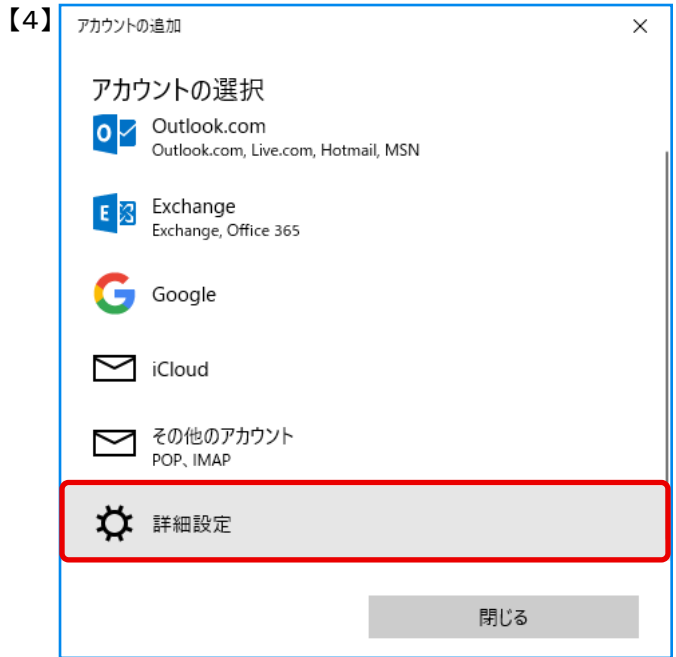 【4】
アカウントの追加
アカウントの選択
Outlook.com
Outlook.com, Live.com, Hotmail, MSN
Exchange
Exchange, Office 365
Google
iCloud
その他のアカウント
POP、IMAP
詳細設定
閉じる